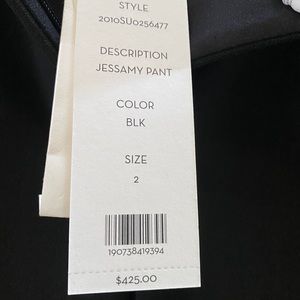 STYLE
2010SU0256477
DESCRIPTION
JESSAMY PANT
COLOR
BLK
SIZE
2
190738419394
$425.00